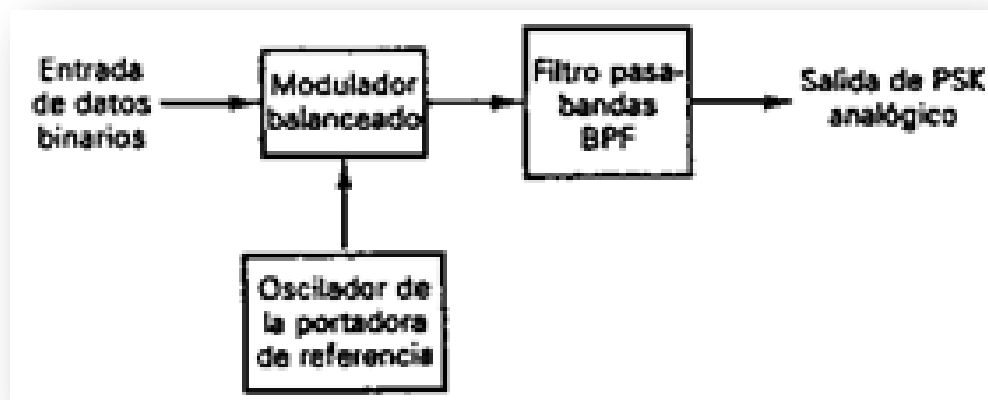 Entrada
de datos
binarios
Modulador
balanceado
Filtro pasa-
bandas
BPF
Salida de PSK
analógico
Oscilador de
la portadora
de referencia